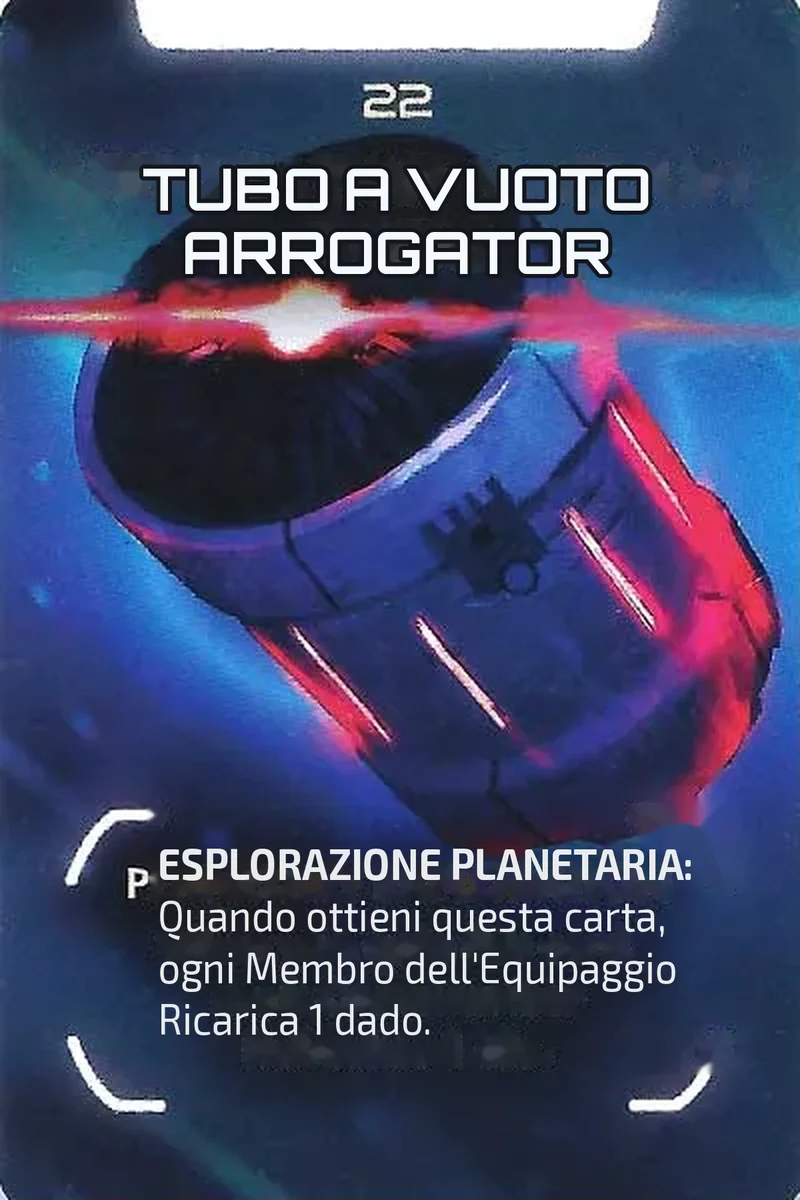 22
TUBO A VUOTO
ARROGATOR
P ESPLORAZIONE PLANETARIA:
Quando ottieni questa carta,
ogni Membro dell'Equipaggio
Ricarica 1 dado.